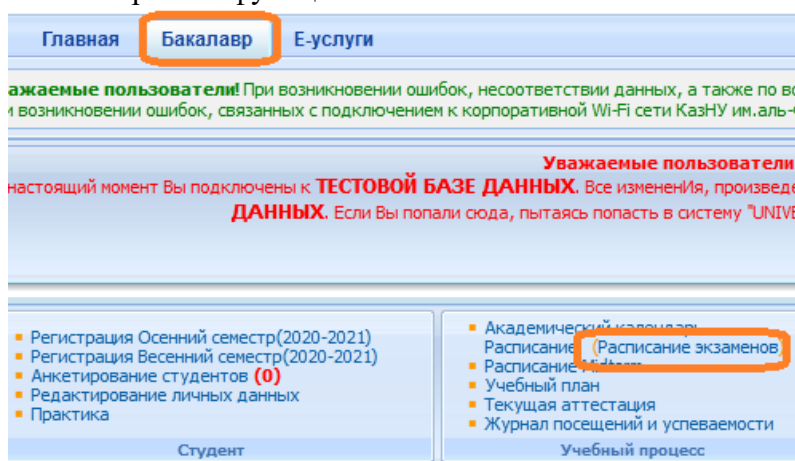 Главная Бакалавр Е-услуги
ажаемые пользователи! При возникновении ошибок, несоответствии данных, а также по во
и возникновении ошибок, связанных с подключением к корпоративной Wi-Fi сети КазНУ им.аль-
Уважаемые пользователи
настоящий момент Вы подключены к ТЕСТОВОЙ БАЗЕ ДАННЫХ. Все измененИя, произведе
ДАННЫХ. Если Вы попали сюда, пытаясь попасть в систему "UNIVE
Регистрация Осенний семестр(2020-2021)
Регистрация Весенний семестр(2020-2021)
Анкетирование студентов (0)
Редактирование личных данных
Практика
Студент
Академический календарь
Расписание (Расписание экзаменов)
Расписание Midterm
Учебный план
Текущая аттестация
Журнал посещений и успеваемости
Учебный процесс